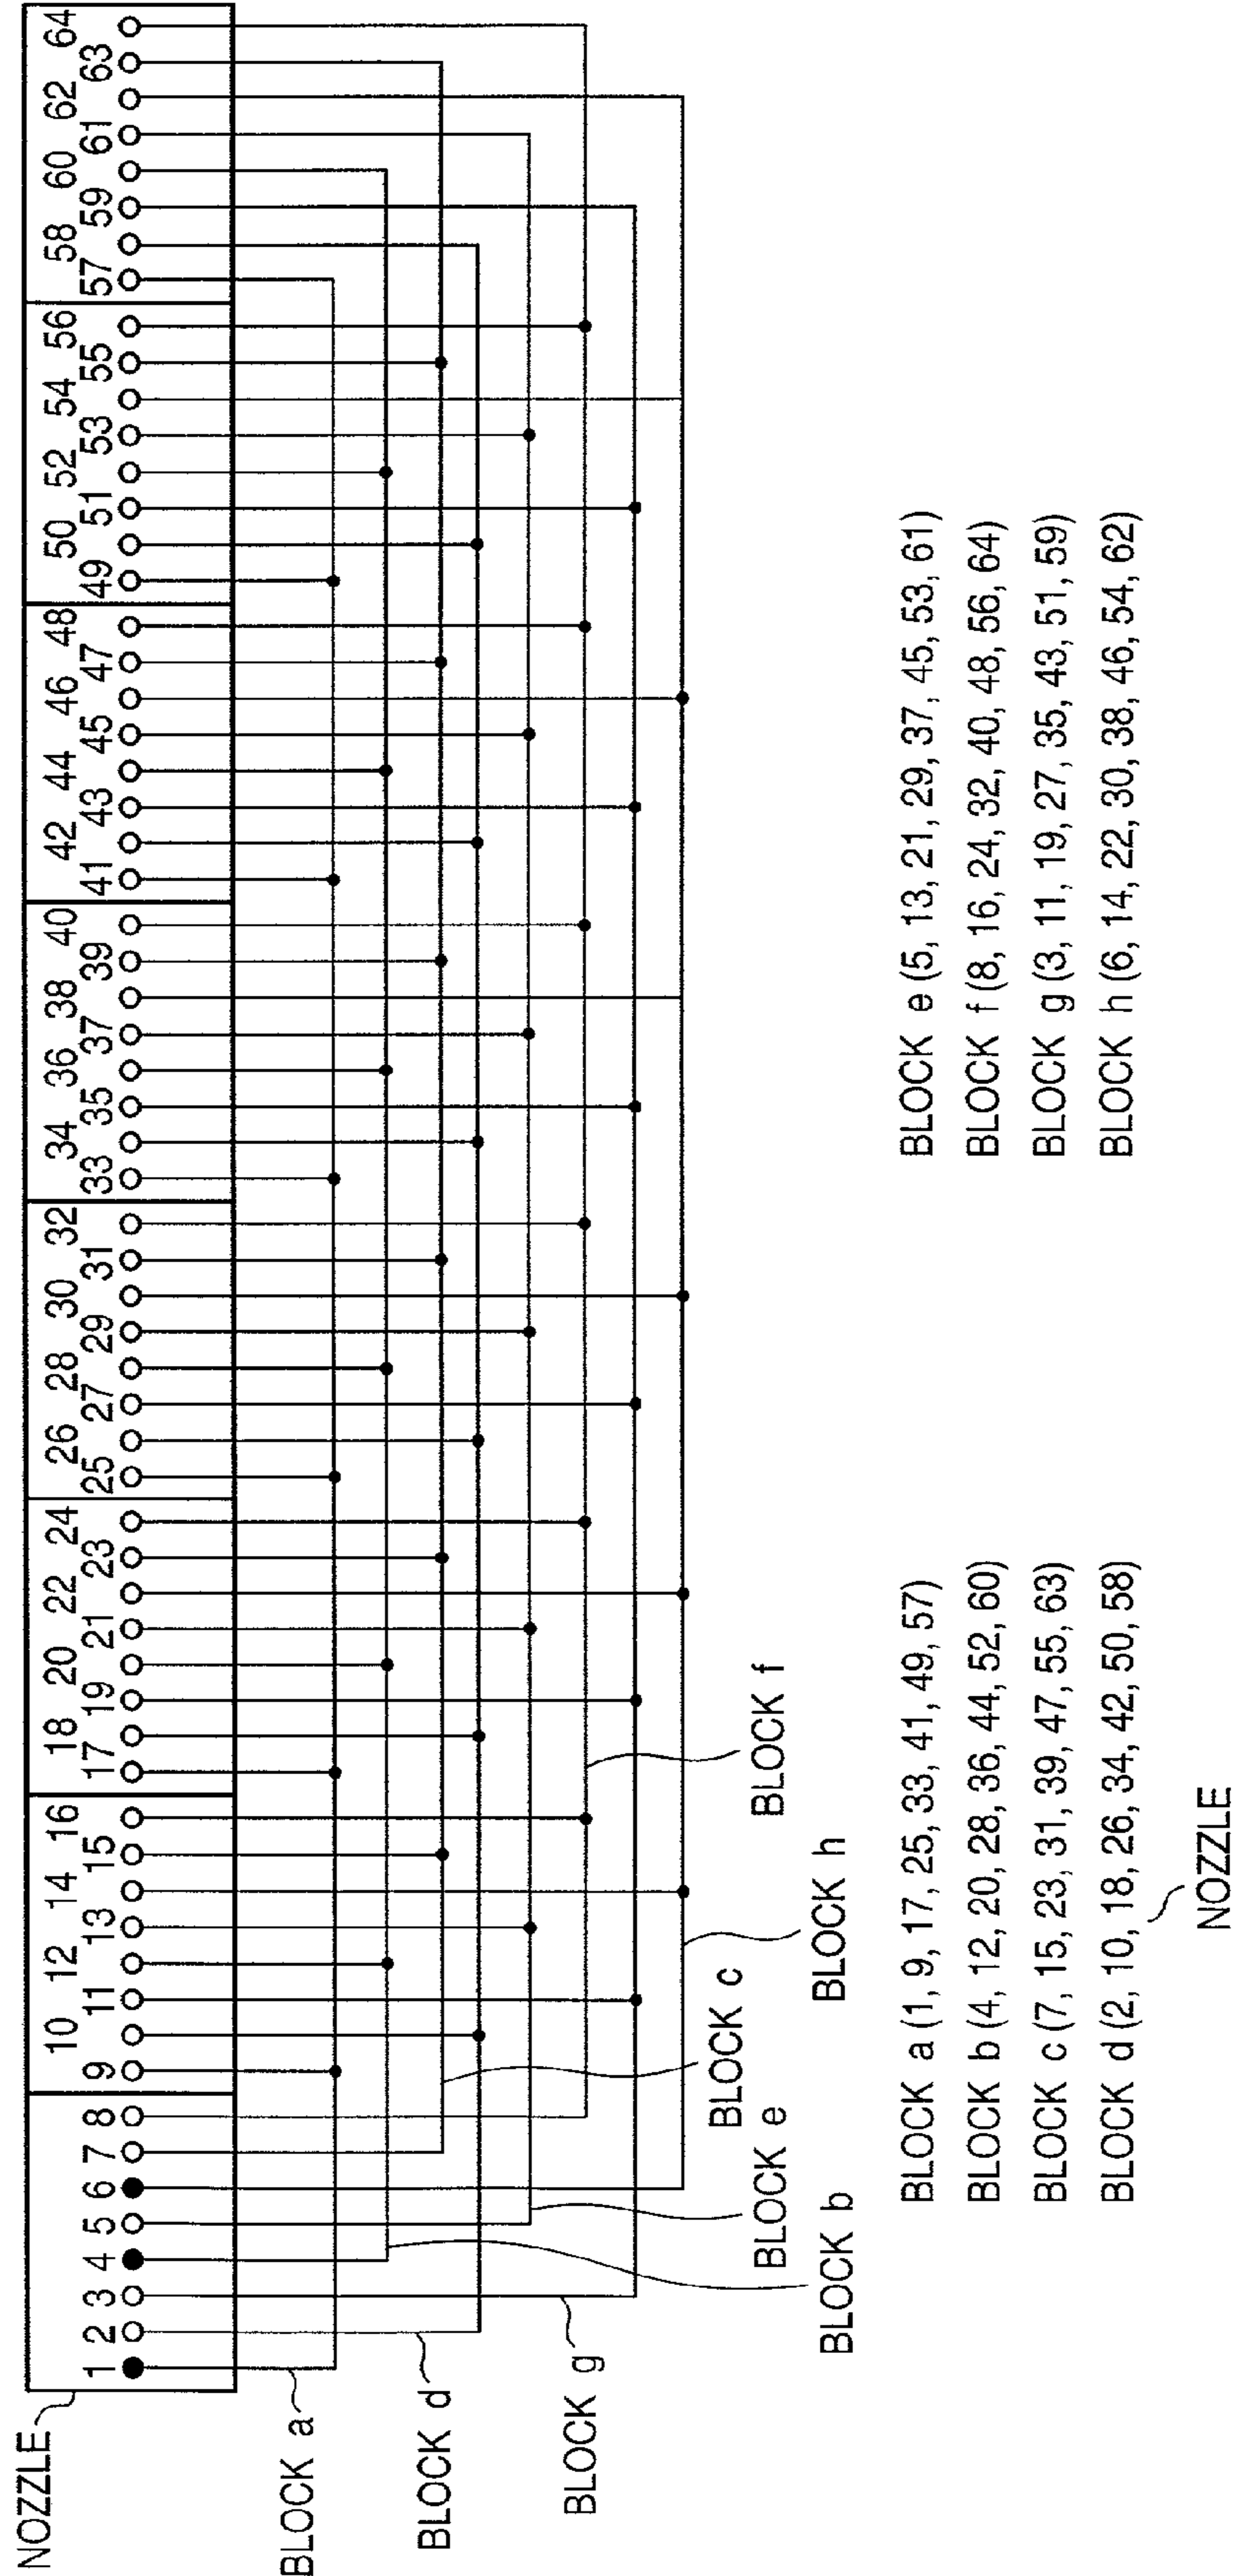 NOZZLE
1 2 3 4 5 6 7 8 9 10 11 12 13 14 15 16 17 18 19 20 21 22 23 24 25 26 27 28 29 30 31 32 33 34 35 36 37 38 39 40 41 42 43 44 45 46 47 48 49 50 51 52 53 54 55 56 57 58 59 60 61 62 63 64
BLOCK a
BLOCK d
BLOCK g
BLOCK b
BLOCK e
BLOCK c
BLOCK h
BLOCK f
BLOCK a (1, 9, 17, 25, 33, 41, 49, 57)
BLOCK b (4, 12, 20, 28, 36, 44, 52, 60)
BLOCK c (7, 15, 23, 31, 39, 47, 55, 63)
BLOCK d (2, 10, 18, 26, 34, 42, 50, 58)
NOZZLE
BLOCK e (5, 13, 21, 29, 37, 45, 53, 61)
BLOCK f (8, 16, 24, 32, 40, 48, 56, 64)
BLOCK g (3, 11, 19, 27, 35, 43, 51, 59)
BLOCK h (6, 14, 22, 30, 38, 46, 54, 62)